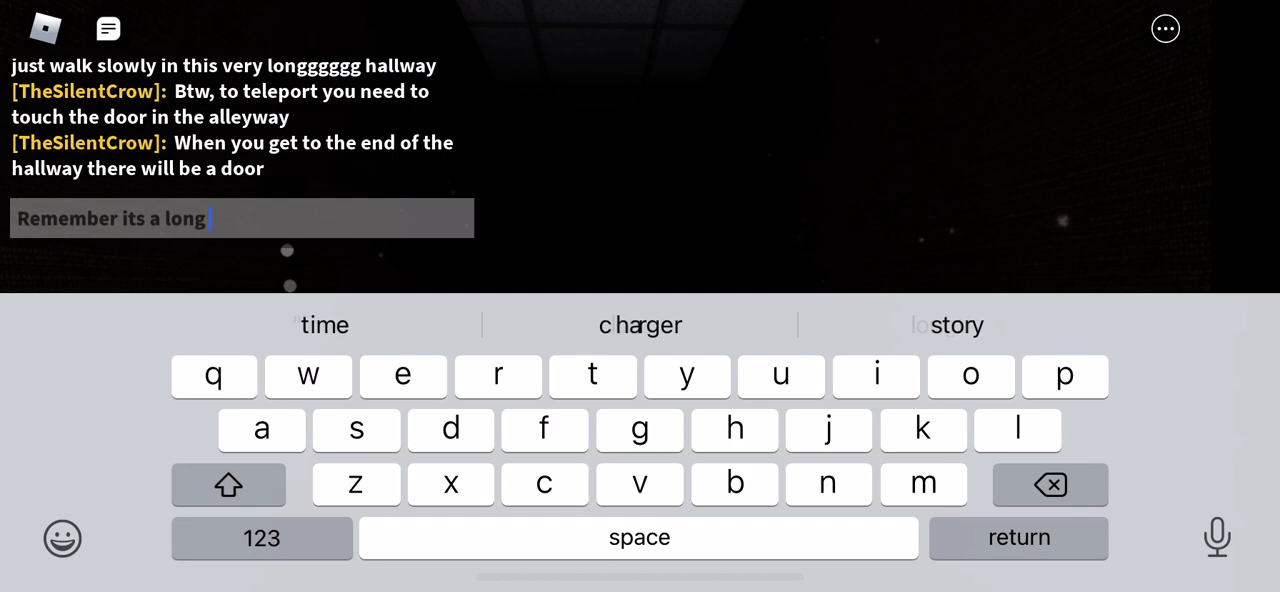 just walk slowly in this very longggggg hallway
[TheSilentCrow]: Btw, to teleport you need to
touch the door in the alleyway
[TheSilentCrow]: When you get to the end of the
hallway there will be a door
Remember its a long
time charger story
q w e r t y u i o p
a s d f g h j k l
z x c v b n m
123 space return